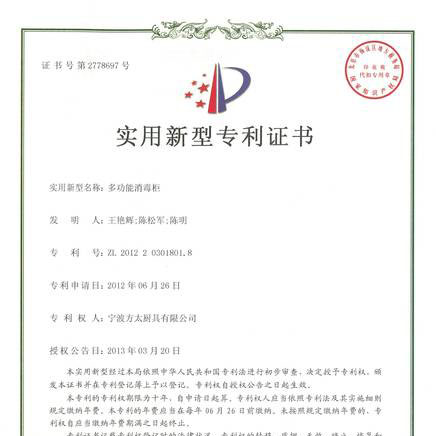 证书号第2778697号
印花税
代扣专用章
实用新型专利证书
实用新型名称：多功能消毒柜
发明人：王艳辉;陈松军;陈明
专利号：ZL 2012 2 0301801.8
专利申请日：2012年06月26日
专利权人：宁波方太厨具有限公司
授权公告日：2013年03月20日
本实用新型经过本局依照中华人民共和国专利法进行初步审查，决定授予专利权，颁
发本证书并在专利登记簿上予以登记。专利权自授权公告之日起生效。
本专利的专利权期限为十年，自申请日起算。专利权人应当依照专利法及其实施细则
规定缴纳年费。本专利的年费应当在每年06月26日前缴纳。未按照规定缴纳年费的，专
利权自应当缴纳年费期满之日起终止。